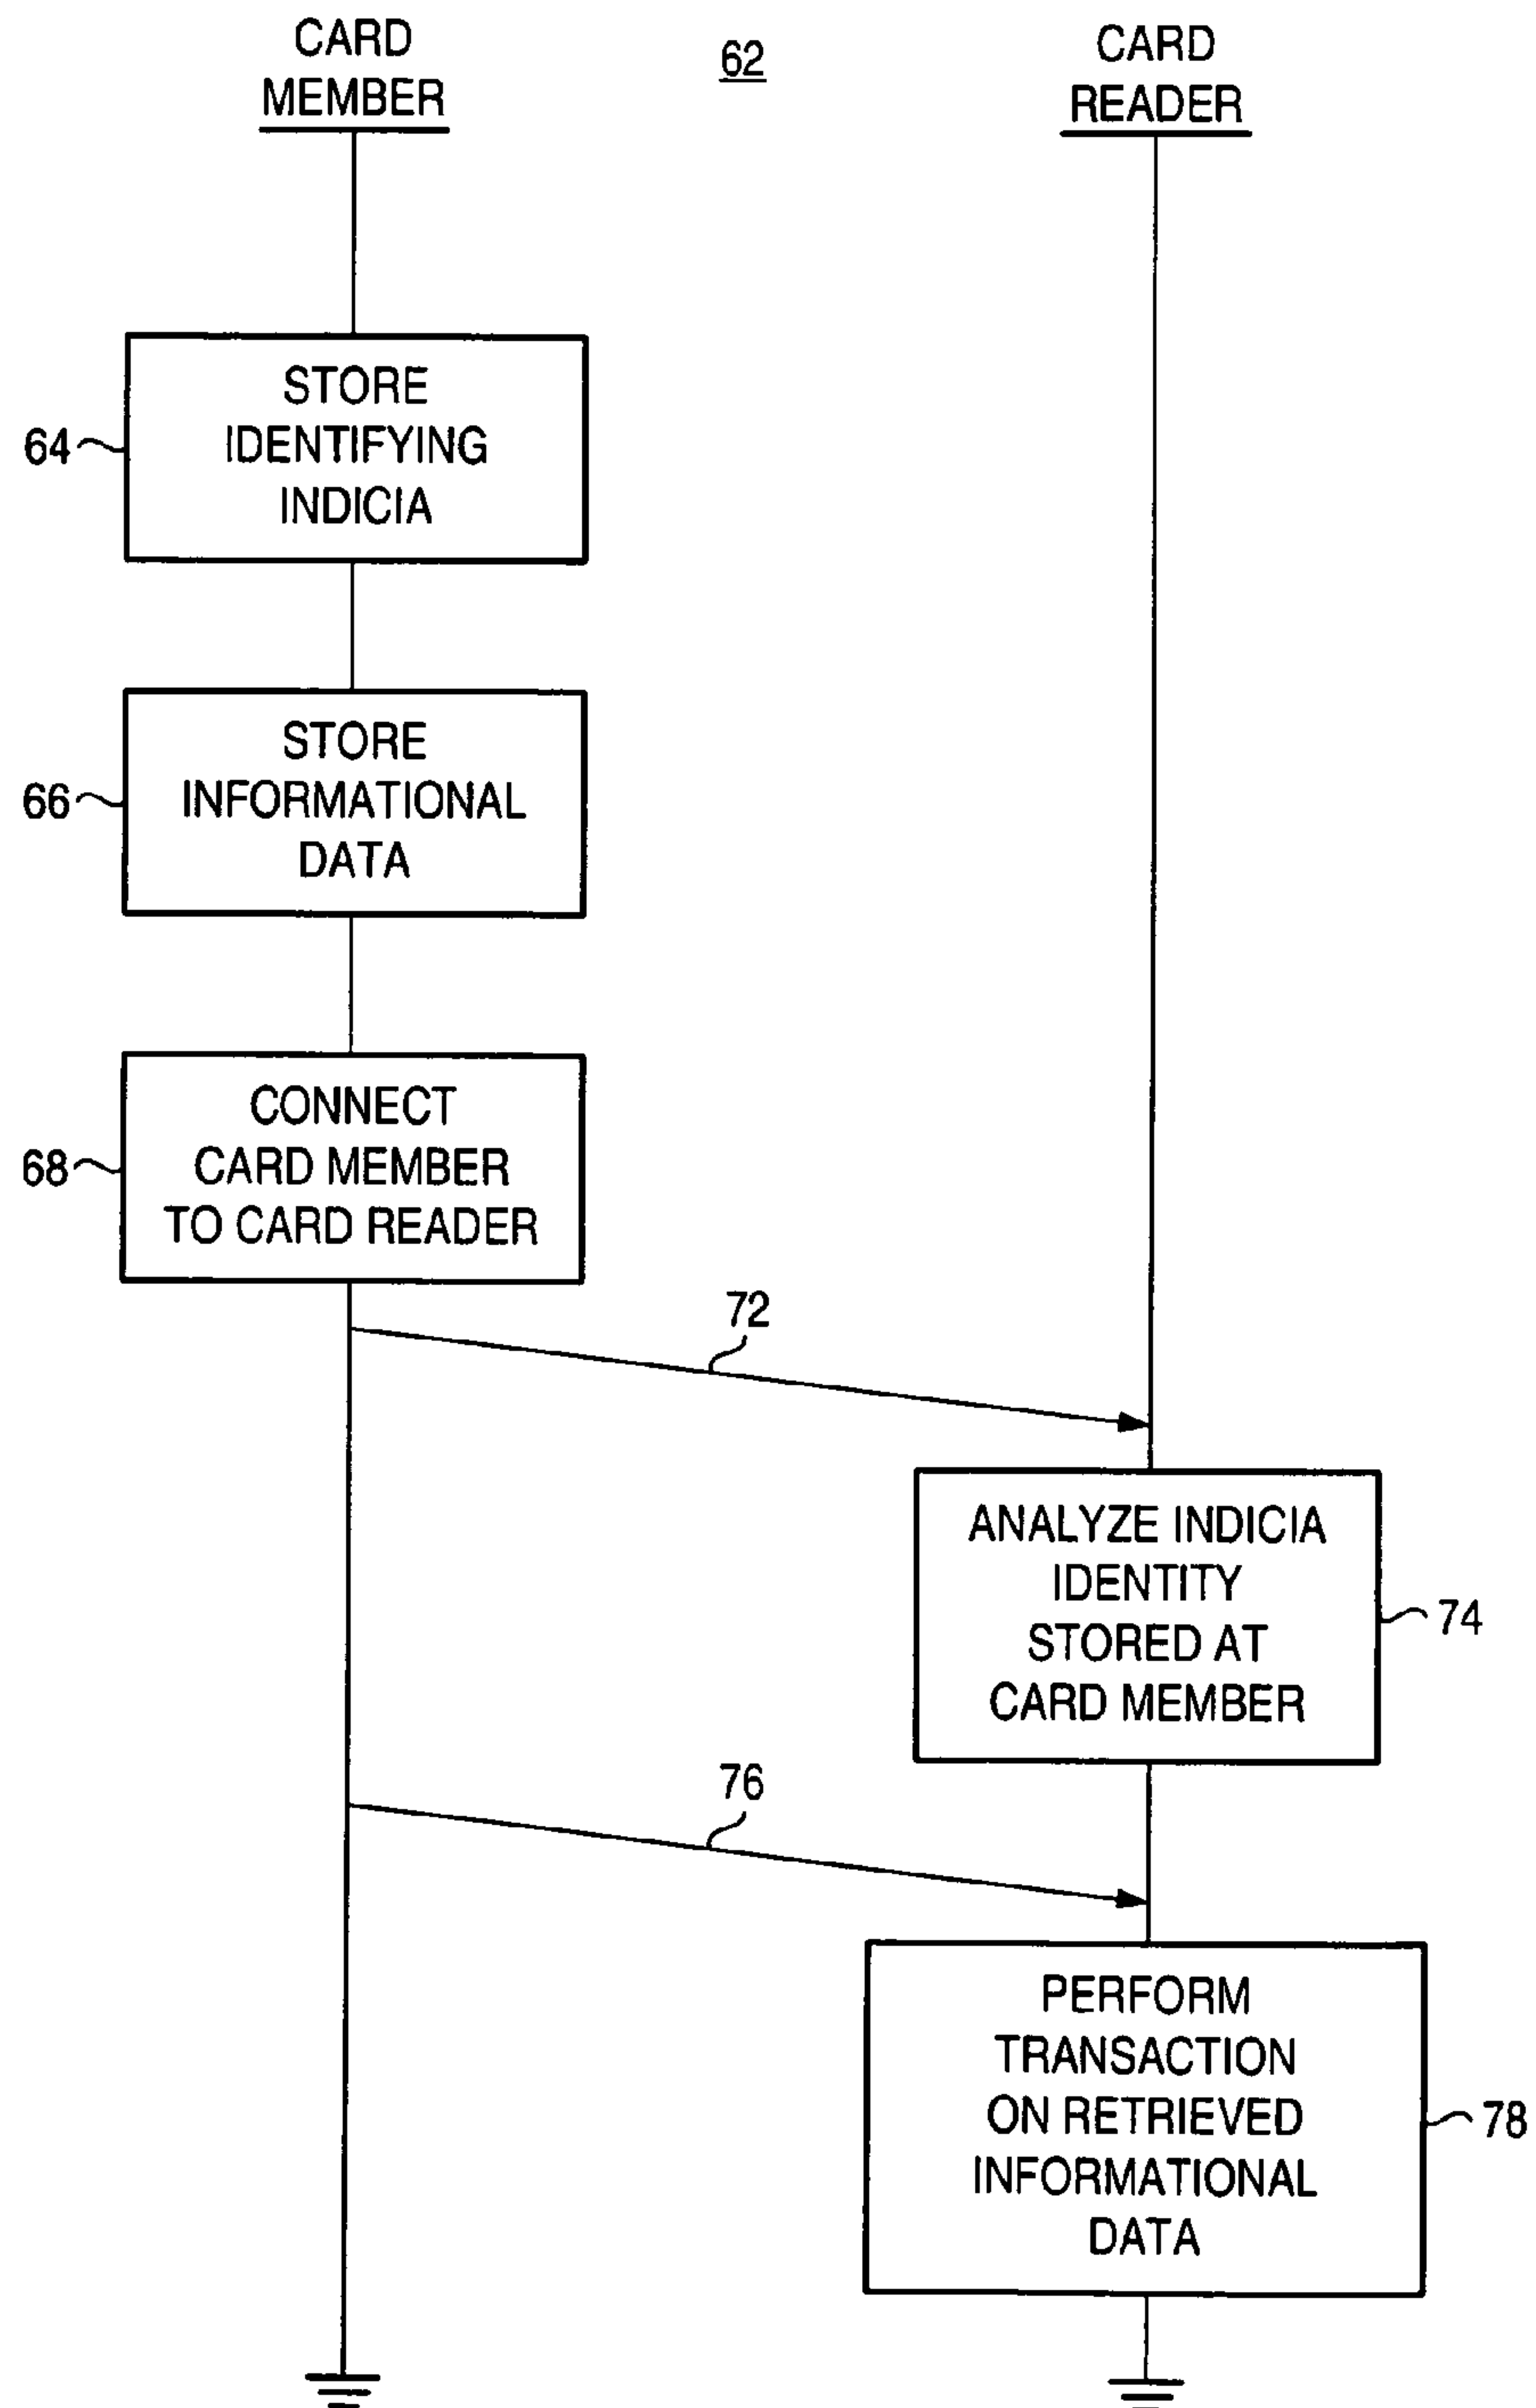 CARD
MEMBER
62
CARD
READER
64
STORE
IDENTIFYING
INDICIA
66
STORE
INFORMATIONAL
DATA
68
CONNECT
CARD MEMBER
TO CARD READER
72
ANALYZE INDICIA
IDENTITY
STORED AT
CARD MEMBER
74
76
PERFORM
TRANSACTION
ON RETRIEVED
INFORMATIONAL
DATA
78